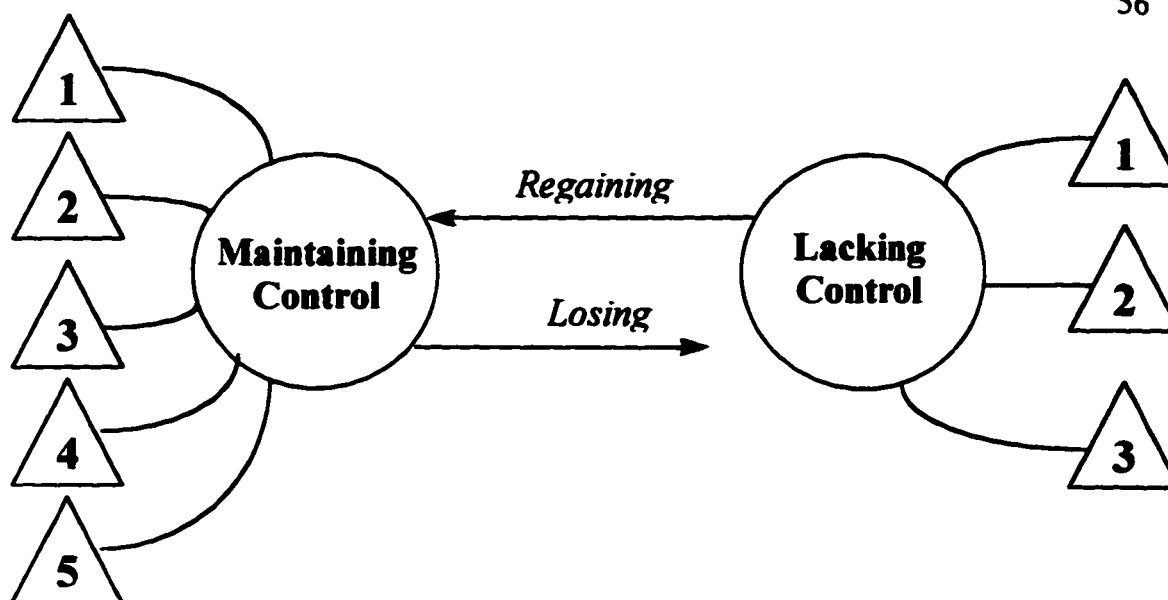 56
1
2
3
4
5
Maintaining
Control
Regaining
Losing
Lacking
Control
1
2
3